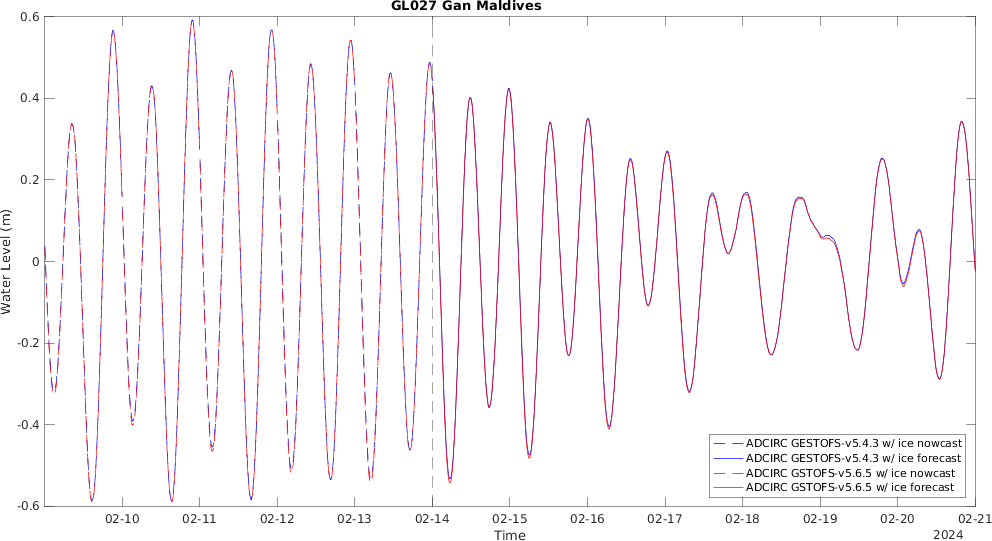 GL027 Gan Maldives
0.6
0.4
0.2
0
-0.2
-0.4
-0.6
Water Level (m)
ADCIRC GESTOFS-v5.4.3 w/ ice nowcast
ADCIRC GESTOFS-v5.4.3 w/ ice forecast
ADCIRC GSTOFS-v5.6.5 w/ ice nowcast
ADCIRC GSTOFS-v5.6.5 w/ ice forecast
02-10 02-11 02-12 02-13 02-14 02-15 02-16 02-17 02-18 02-19 02-20 02-21
Time 2024